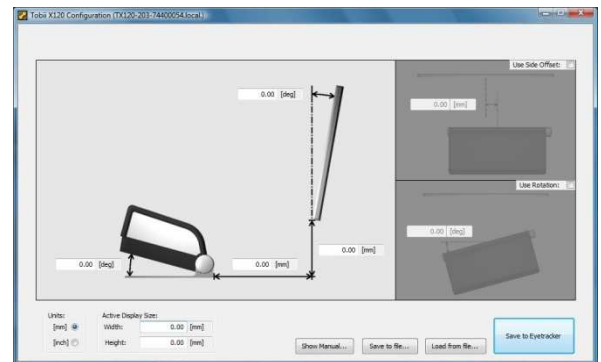 Tobii X120 Configuration (TX120-203-74400054.local.)
Use Side Offset:
0.00 [deg]
0.00 [mm]
Use Rotation:
0.00 [deg]
0.00 [mm]
0.00 [deg]
0.00 [mm]
Units:
[mm]
[inch]
Active Display Size:
Width: 0.00 [mm]
Height: 0.00 [mm]
Show Manual...
Save to file...
Load from file...
Save to Eyetracker